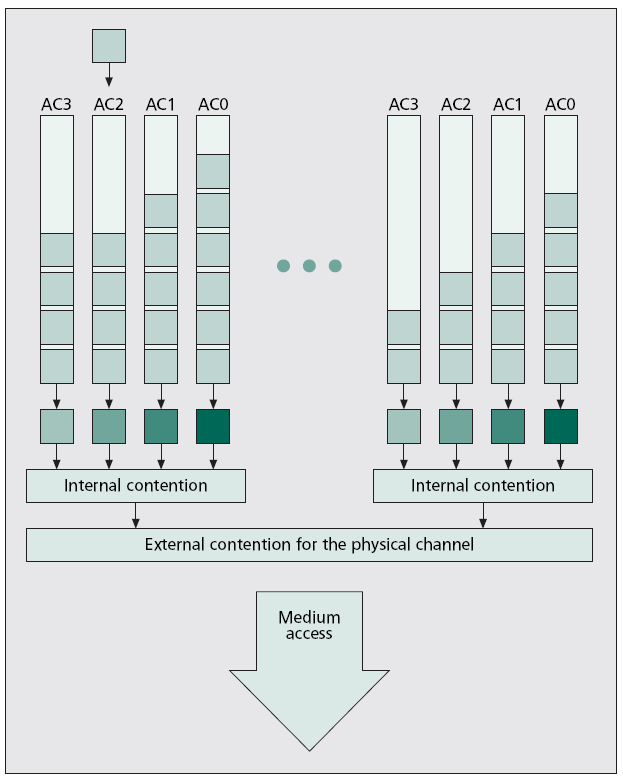 AC3 AC2 AC1 AC0 AC3 AC2 AC1 AC0
Internal contention Internal contention
External contention for the physical channel
Medium
access